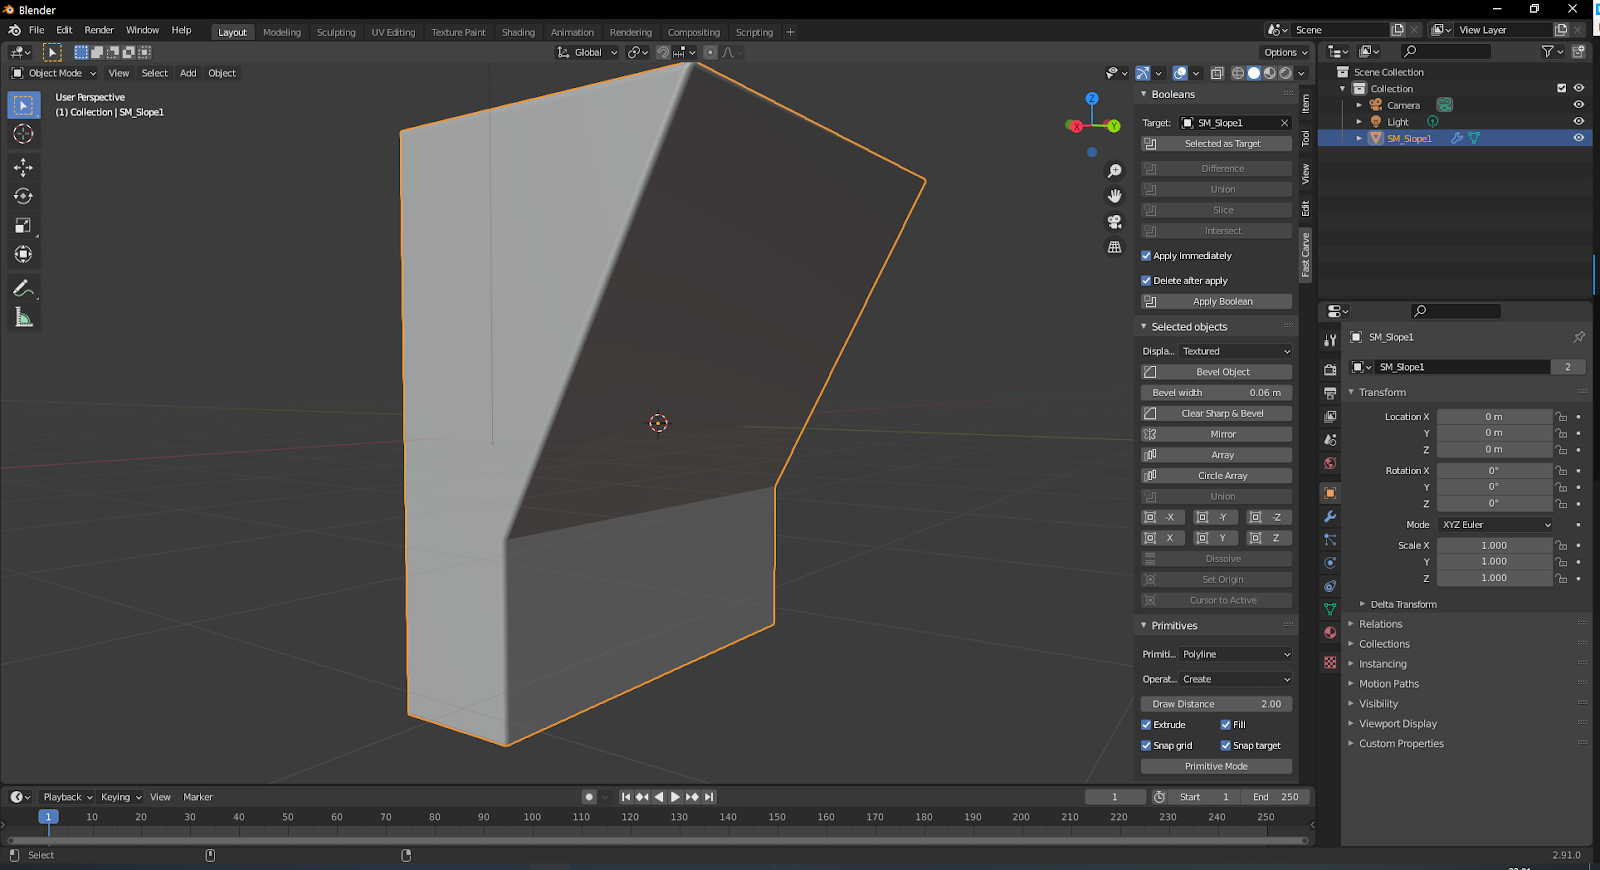 Blender
File Edit Render Window Help Layout Modeling Sculpting UV Editing Texture Paint Shading Animation Rendering Compositing Scripting + Scene View Layer
Global Options
Object Mode View Select Add Object
User Perspective
(1) Collection | SM_Slope1
Z
X
Y
Booleans
Target: SM_Slope1
Selected as Target
Difference
Union
Slice
Intersect
Apply Immediately
Delete after apply
Apply Boolean
Selected objects
Displa... Textured
Bevel Object
Bevel width 0.06 m
Clear Sharp & Bevel
Mirror
Array
Circle Array
Union
-X -Y -Z
X Y Z
Dissolve
Set Origin
Cursor to Active
Primitives
Primiti... Polyline
Operat... Create
Draw Distance 2.00
Extrude Fill
Snap grid Snap target
Primitive Mode
Item
Tool
View
Edit
Fast Carve
Scene Collection
Collection
Camera
Light
SM_Slope1
SM_Slope1
SM_Slope1 2
Transform
Location X 0 m
Y 0 m
Z 0 m
Rotation X 0°
Y 0°
Z 0°
Mode XYZ Euler
Scale X 1.000
Y 1.000
Z 1.000
Delta Transform
Relations
Collections
Instancing
Motion Paths
Visibility
Viewport Display
Custom Properties
Playback Keying View Marker 1 Start 1 End 250
1 10 20 30 40 50 60 70 80 90 100 110 120 130 140 150 160 170 180 190 200 210 220 230 240 250
Select 2.91.0